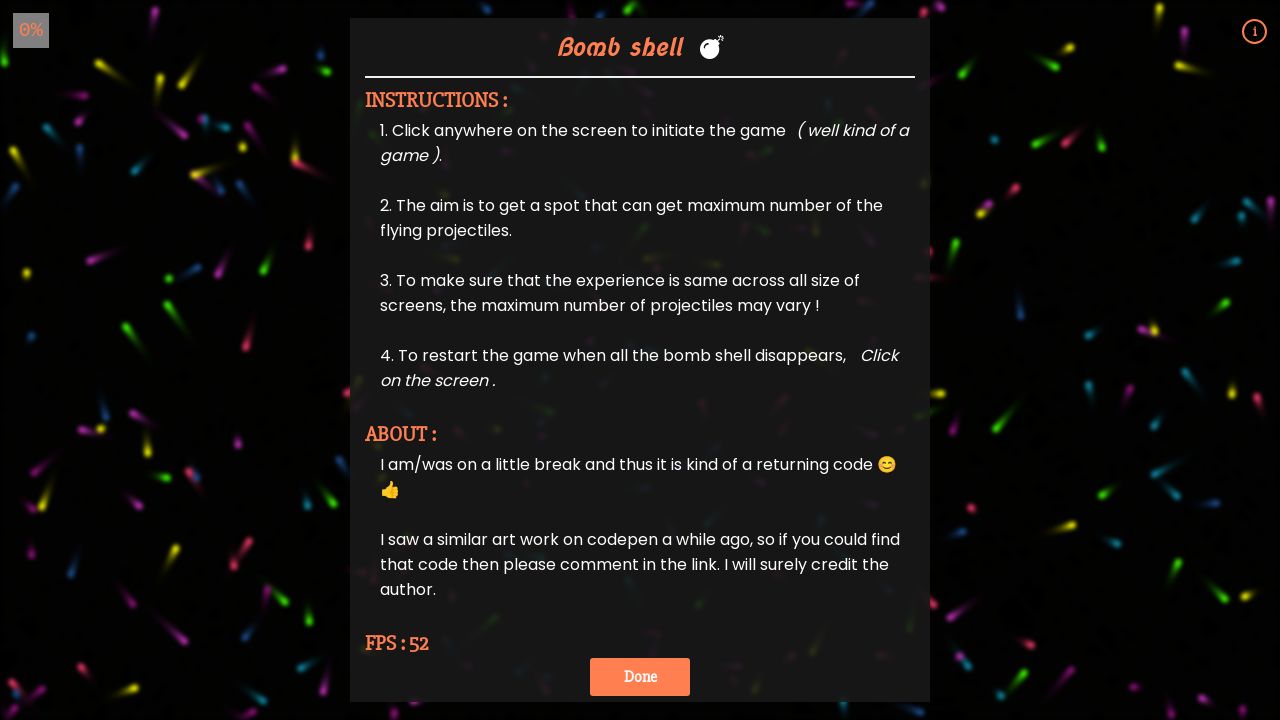 0%
i
Bomb shell 💣
INSTRUCTIONS :
1. Click anywhere on the screen to initiate the game ( well kind of a
game ).
2. The aim is to get a spot that can get maximum number of the
flying projectiles.
3. To make sure that the experience is same across all size of
screens, the maximum number of projectiles may vary !
4. To restart the game when all the bomb shell disappears, Click
on the screen .
ABOUT :
I am/was on a little break and thus it is kind of a returning code 😊
👍
I saw a similar art work on codepen a while ago, so if you could find
that code then please comment in the link. I will surely credit the
author.
FPS : 52
Done